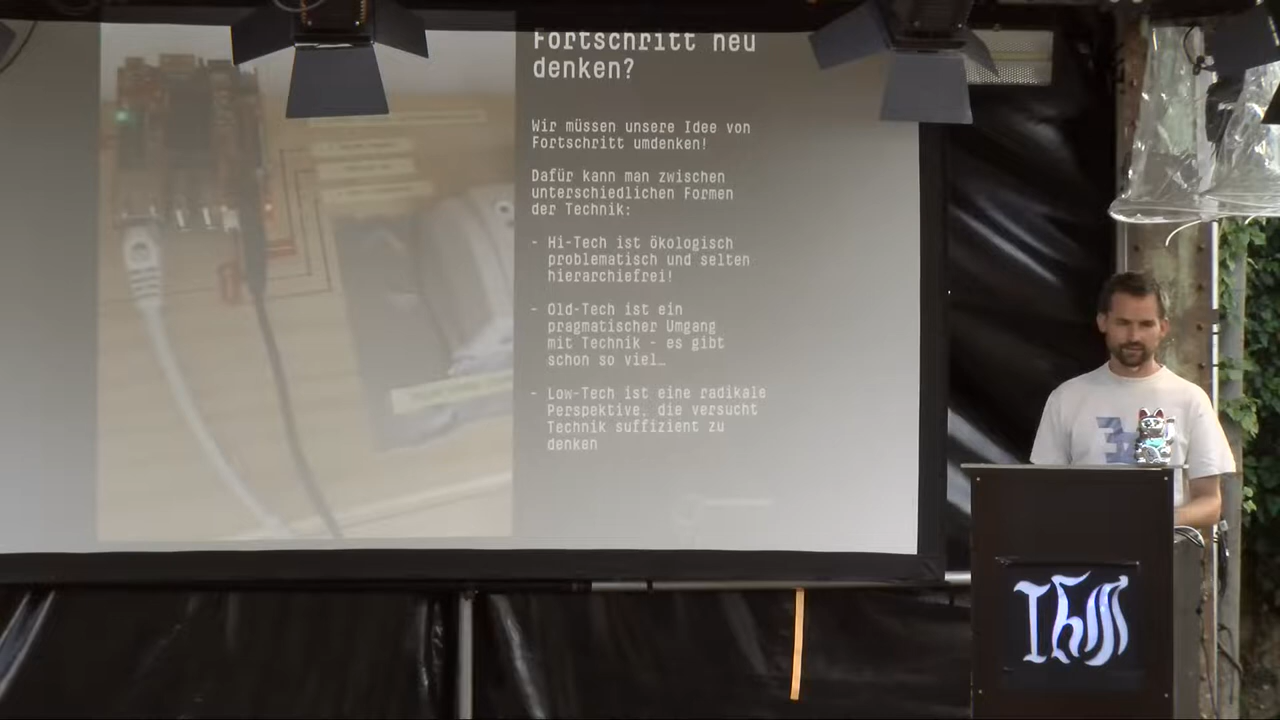 Fortschritt neu
denken?
Wir müssen unsere Idee von
Fortschritt umdenken!
Dafür kann man zwischen
unterschiedlichen Formen
der Technik:
- Hi-Tech ist ökologisch
problematisch und selten
hierarchiefrei!
- Old-Tech ist ein
pragmatischer Umgang
mit Technik - es gibt
schon so viel…
- Low-Tech ist eine radikale
Perspektive, die versucht
Technik suffizient zu
denken